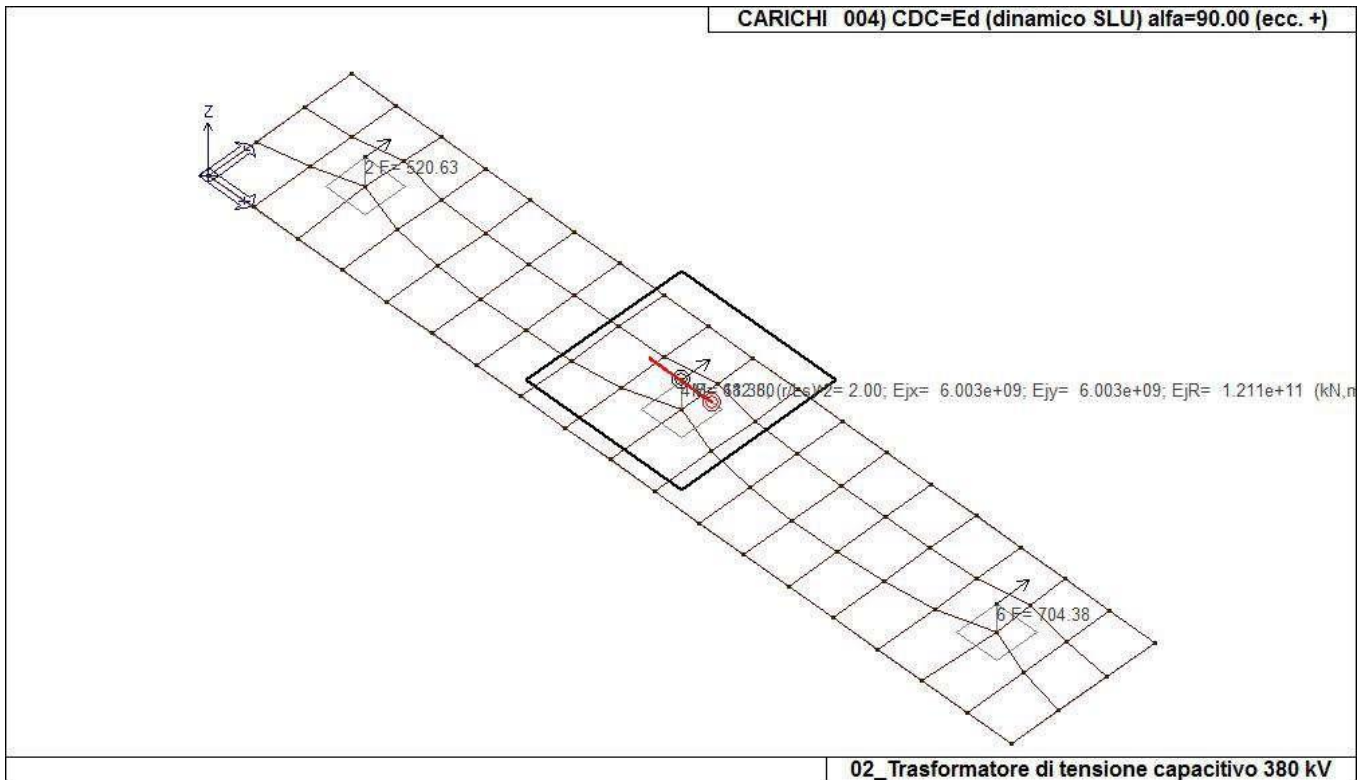 CARICHI 004) CDC=Ed (dinamico SLU) alfa=90.00 (ecc. +)
Z
2 F= 520.63
2= 2.00; Ejx= 6.003e+09; Ejy= 6.003e+09; EjR= 1.211e+11 (kN,m
6 F= 704.38
02_Trasformatore di tensione capacitivo 380 kV